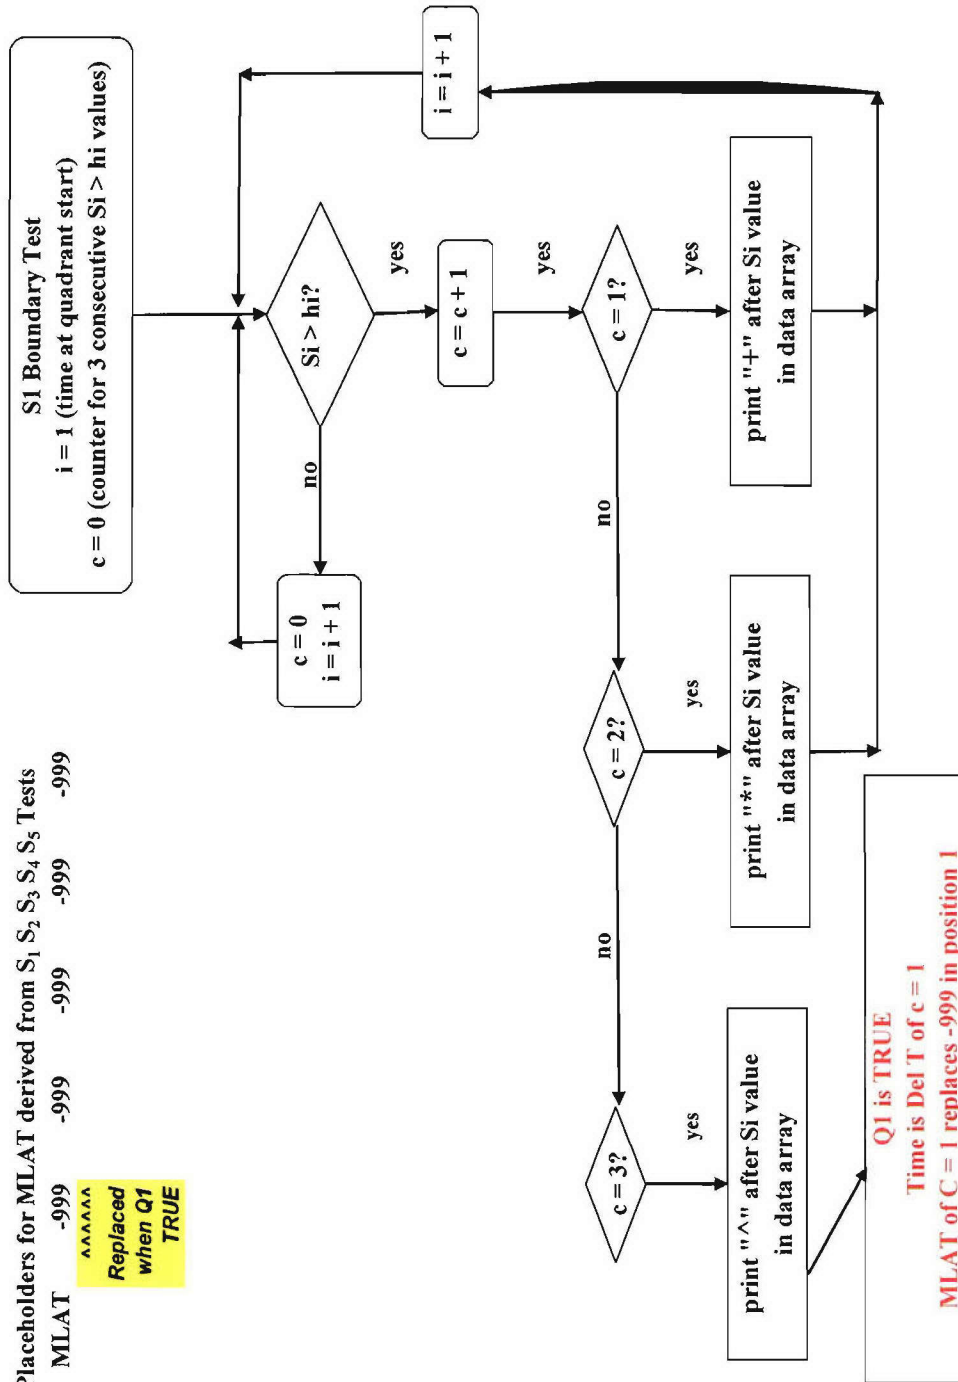 Placeholders for MLAT derived from S1 S2 S3 S4 S5 Tests
MLAT -999 -999 -999 -999 -999
^^^^^^
Replaced
when Q1
TRUE
S1 Boundary Test
i = 1 (time at quadrant start)
c = 0 (counter for 3 consecutive Si > hi values)
c = 0
i = i + 1
no
Si > hi?
yes
i = i + 1
c = c + 1
yes
c = 3?
no
c = 2?
no
c = 1?
yes
yes
yes
print "^" after Si value
in data array
print "*" after Si value
in data array
print "+" after Si value
in data array
Q1 is TRUE
Time is Del T of c = 1
MLAT of C = 1 replaces -999 in position 1